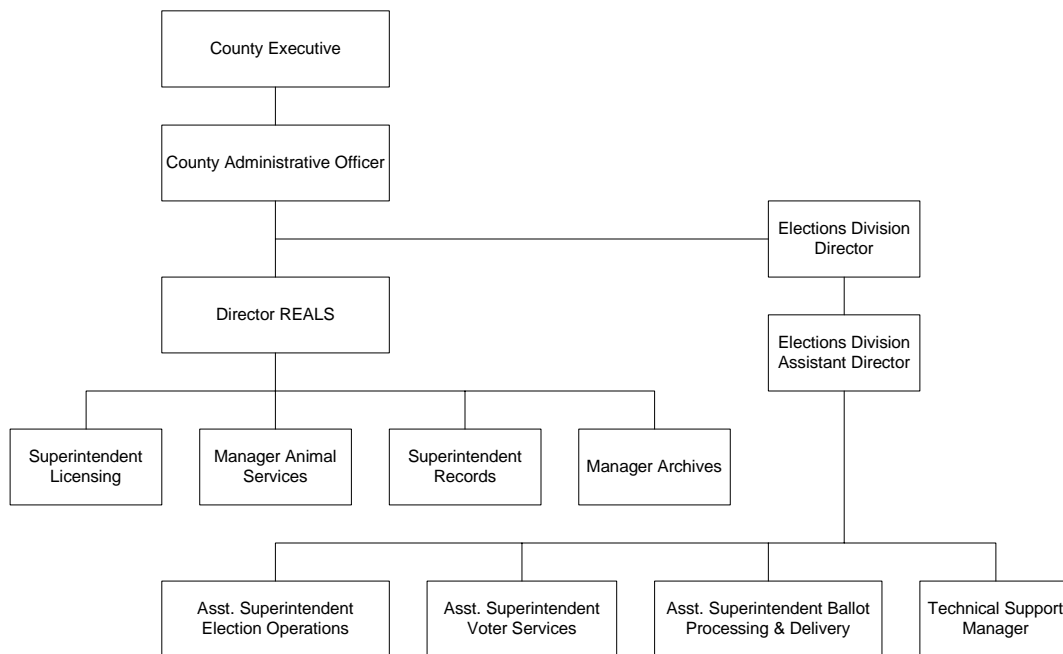 County Executive
County Administrative Officer
Elections Division
Director
Director REALS
Elections Division
Assistant Director
Superintendent
Licensing
Manager Animal
Services
Superintendent
Records
Manager Archives
Asst. Superintendent
Election Operations
Asst. Superintendent
Voter Services
Asst. Superintendent Ballot
Processing & Delivery
Technical Support
Manager